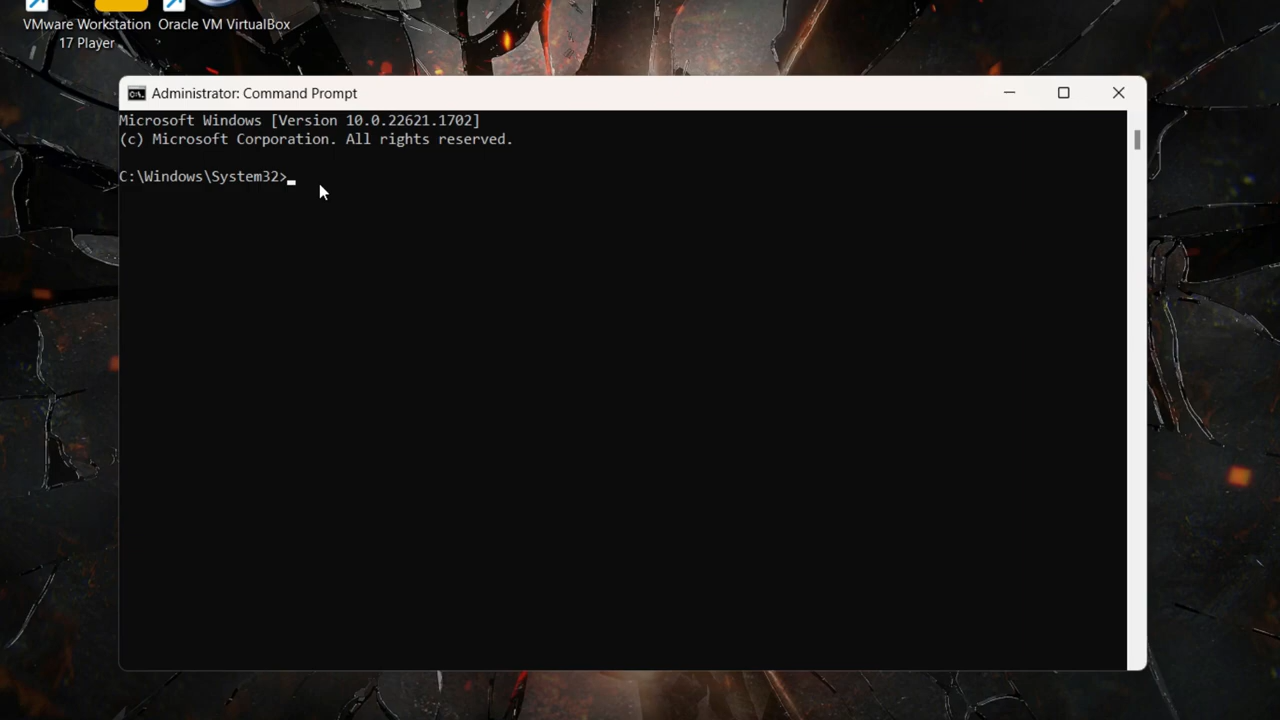 VMware Workstation
17 Player
Oracle VM VirtualBox
Administrator: Command Prompt
Microsoft Windows [Version 10.0.22621.1702]
(c) Microsoft Corporation. All rights reserved.
C:\Windows\System32>